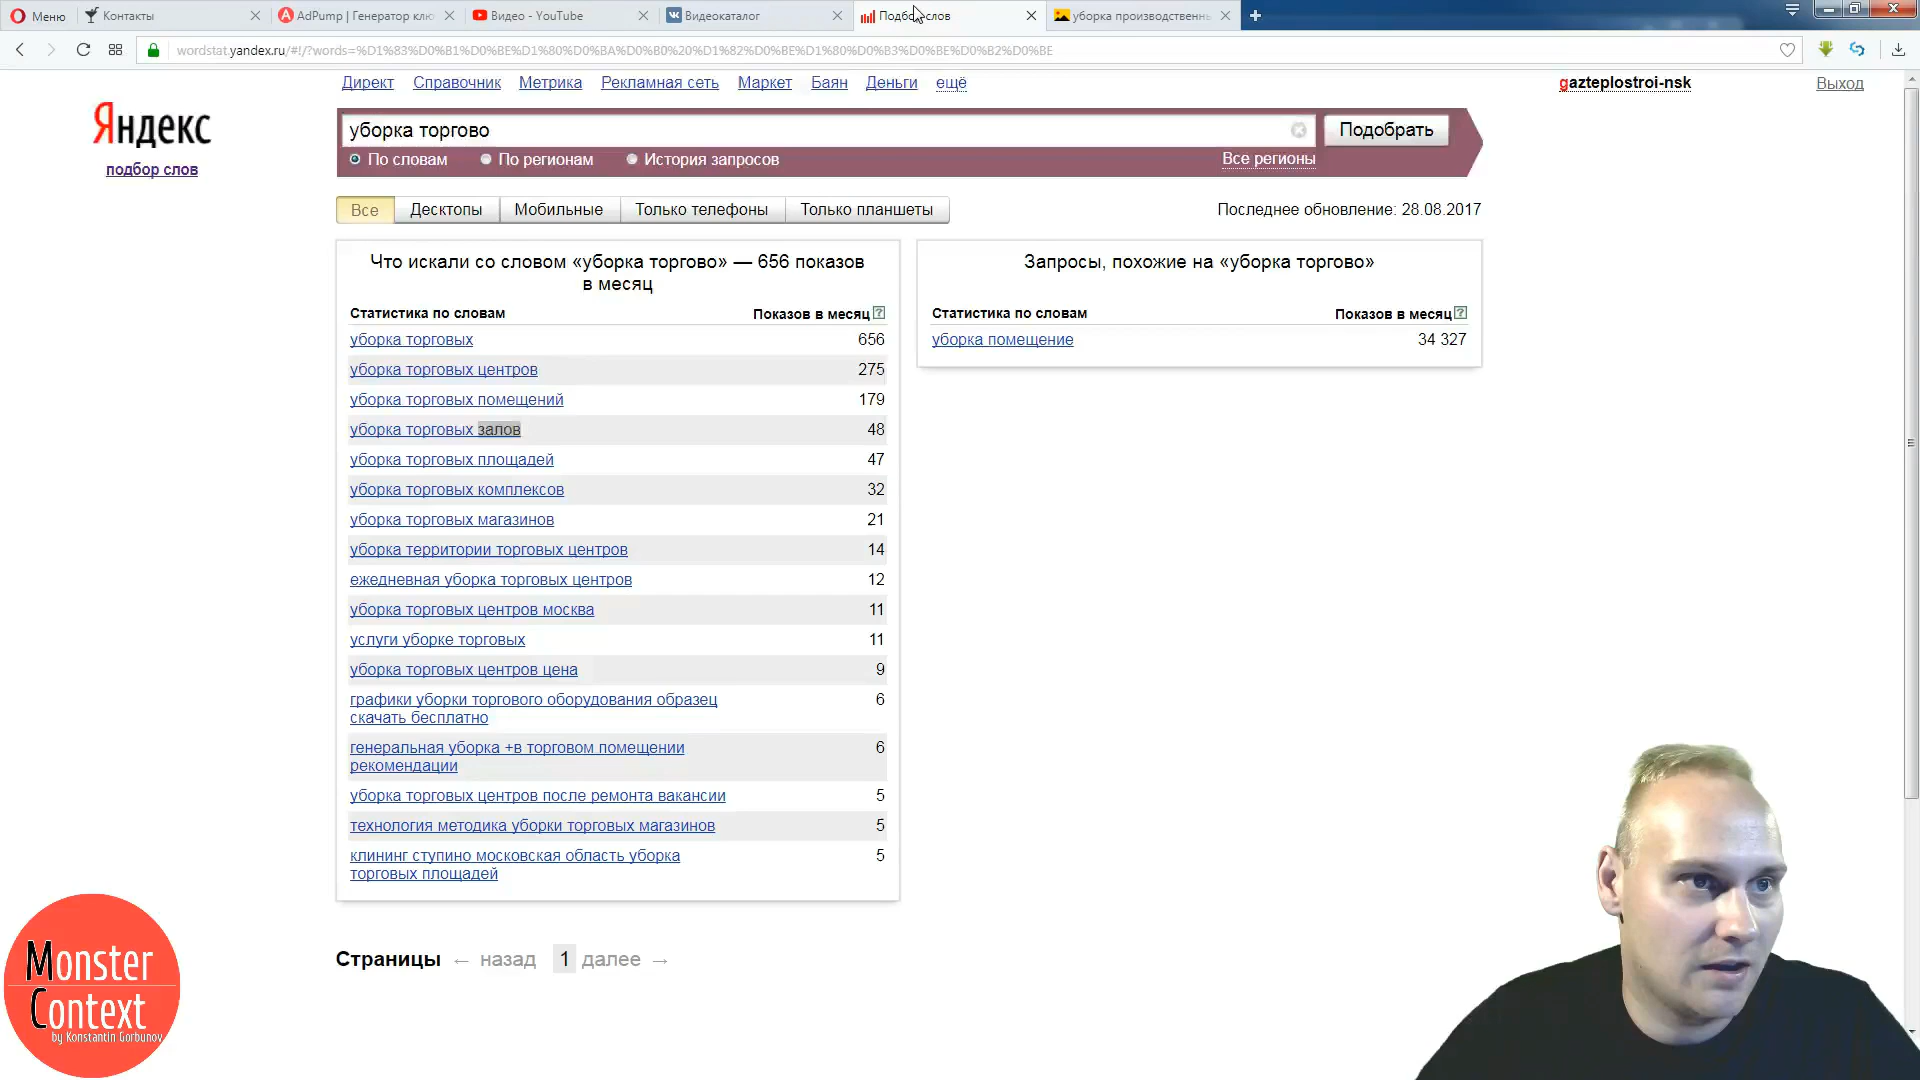 Меню
Контакты
AdPump | Генератор клю
Видео - YouTube
Видеокаталог
Подбор слов
уборка производственнь
wordstat.yandex.ru/#!/?words=%D1%83%D0%B1%D0%BE%D1%80%D0%BA%D0%B0%20%D1%82%D0%BE%D1%80%D0%B3%D0%BE%D0%B2%D0%BE
Директ Справочник Метрика Рекламная сеть Маркет Баян Деньги ещё
gazteplostroi-nsk
Выход
Яндекс
подбор слов
уборка торгово
Подобрать
По словам По регионам История запросов
Все регионы
Все Десктопы Мобильные Только телефоны Только планшеты
Последнее обновление: 28.08.2017
Что искали со словом «уборка торгово» — 656 показов
в месяц
Статистика по словам Показов в месяц ?
уборка торговых 656
уборка торговых центров 275
уборка торговых помещений 179
уборка торговых залов 48
уборка торговых площадей 47
уборка торговых комплексов 32
уборка торговых магазинов 21
уборка территории торговых центров 14
ежедневная уборка торговых центров 12
уборка торговых центров москва 11
услуги уборке торговых 11
уборка торговых центров цена 9
графики уборки торгового оборудования образец 6
скачать бесплатно
генеральная уборка +в торговом помещении 6
рекомендации
уборка торговых центров после ремонта вакансии 5
технология методика уборки торговых магазинов 5
клининг ступино московская область уборка 5
торговых площадей
Запросы, похожие на «уборка торгово»
Статистика по словам Показов в месяц ?
уборка помещение 34 327
Страницы ← назад 1 далее →
Monster
Context
by Konstantin Gorbunov